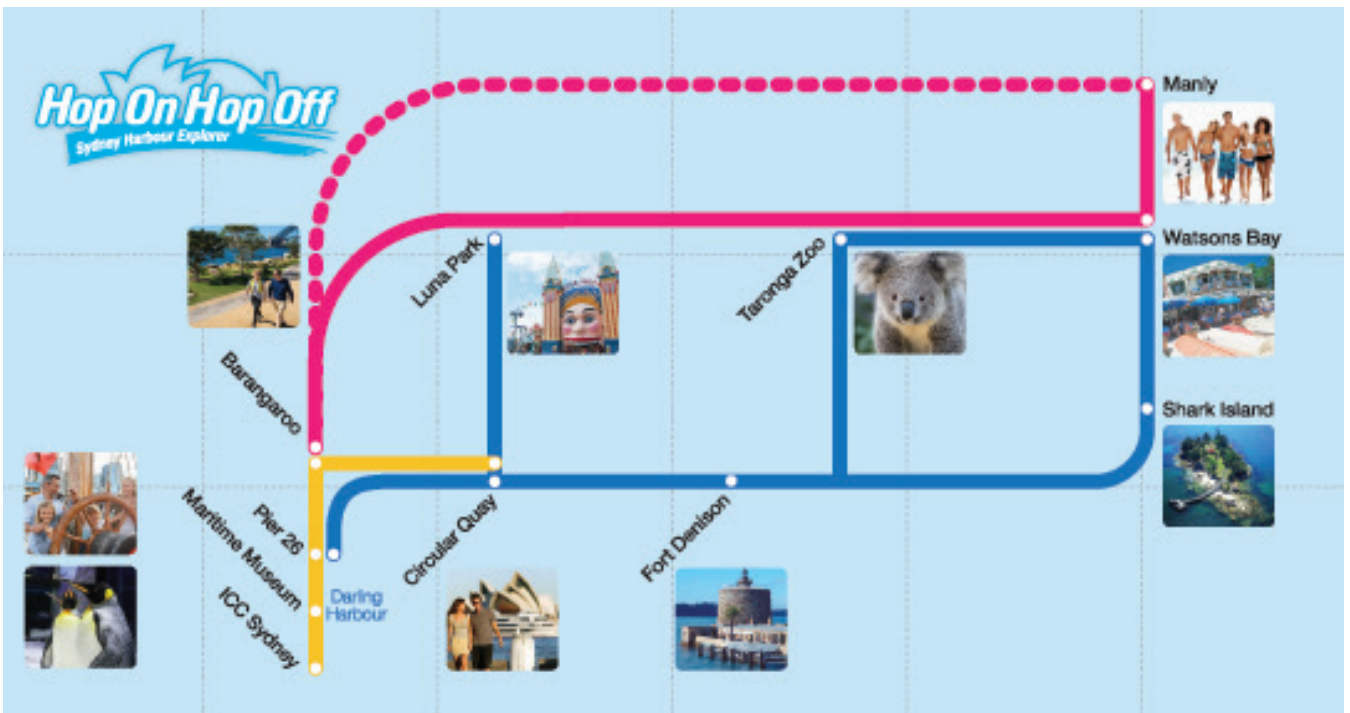 Hop On Hop Off
Sydney Harbour Explorer
Manly
Luna Park
Taronga Zoo
Watsons Bay
Barangaroo
Shark Island
Pier 26
Maritime Museum
ICC Sydney
Darling
Harbour
Circular Quay
Fort Denison